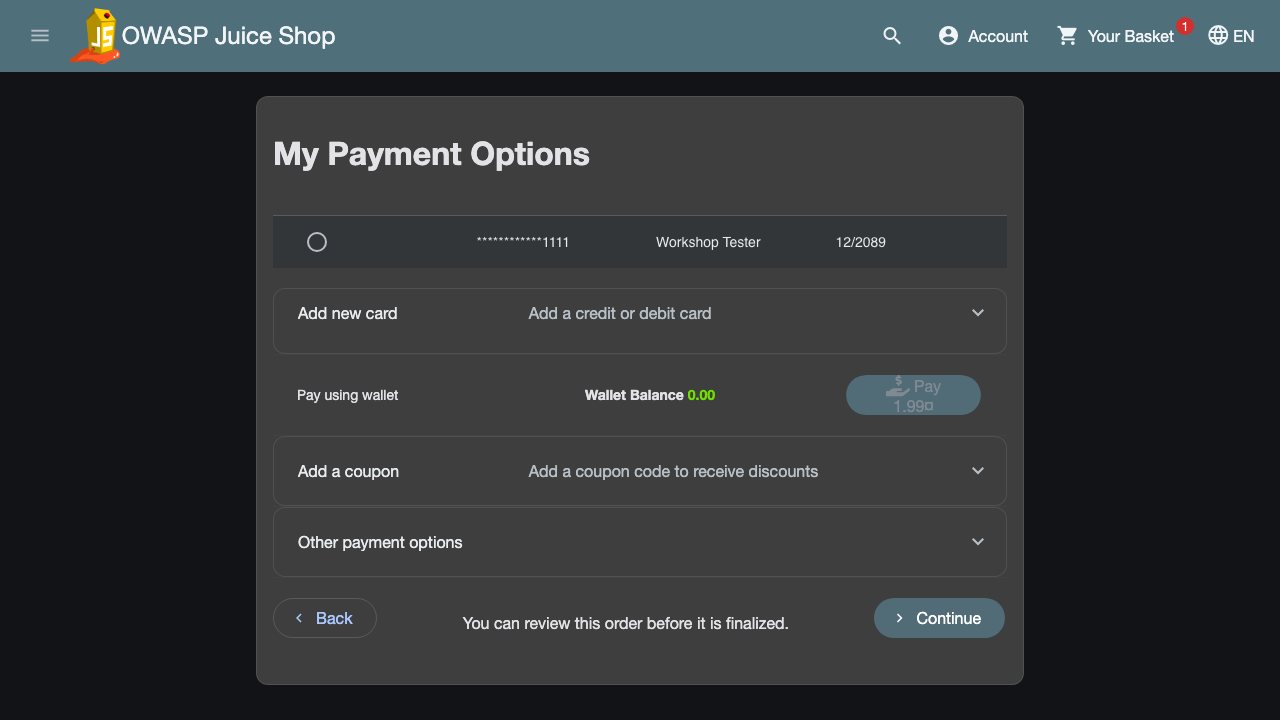 JS
OWASP Juice Shop
Account
Your Basket
1
EN
My Payment Options
************1111
Workshop Tester
12/2089
Add new card
Add a credit or debit card
Pay using wallet
Wallet Balance 0.00
Pay
1.99¤
Add a coupon
Add a coupon code to receive discounts
Other payment options
Back
You can review this order before it is finalized.
Continue